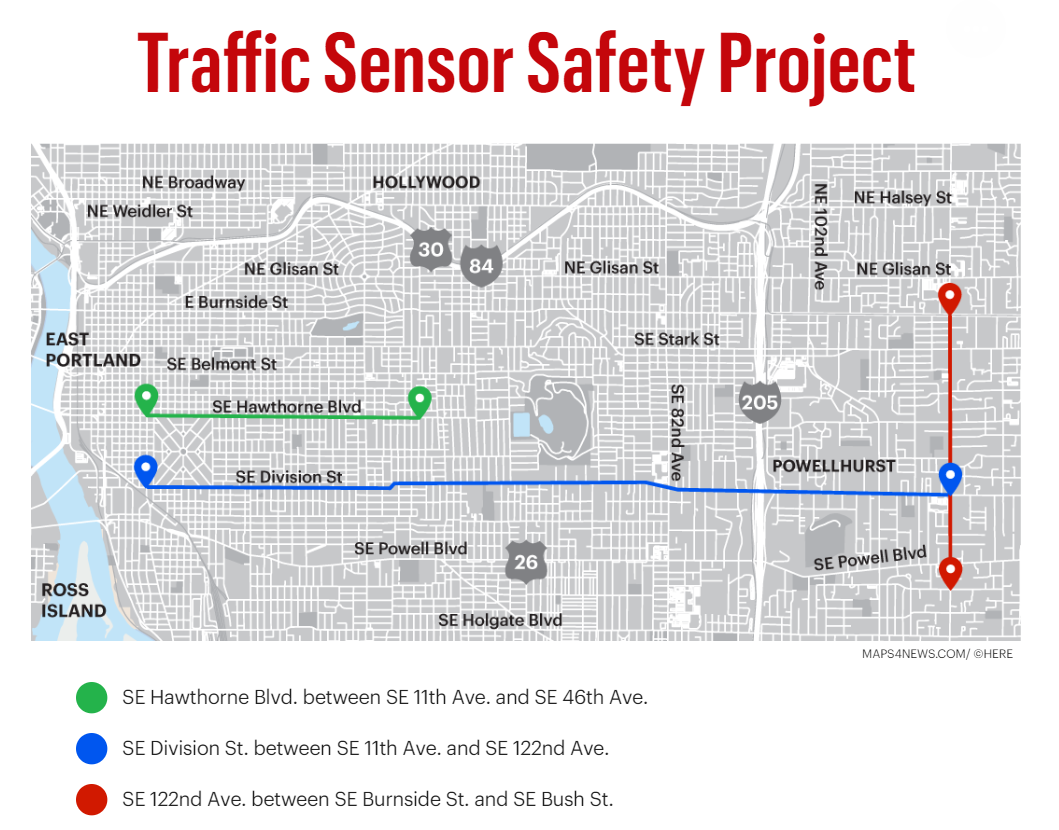 Traffic Sensor Safety Project
NE Broadway
HOLLYWOOD
NE Weidler St
NE 102nd Ave
NE Halsey St
30
84
NE Glisan St
NE Glisan St
NE Glisan St
E Burnside St
EAST
PORTLAND
SE Stark St
SE Belmont St
SE Hawthorne Blvd
SE 82nd Ave
205
SE Division St
POWELLHURST
SE Powell Blvd
26
SE Powell Blvd
ROSS
ISLAND
SE Holgate Blvd
MAPS4NEWS.COM/ ©HERE
SE Hawthorne Blvd. between SE 11th Ave. and SE 46th Ave.
SE Division St. between SE 11th Ave. and SE 122nd Ave.
SE 122nd Ave. between SE Burnside St. and SE Bush St.